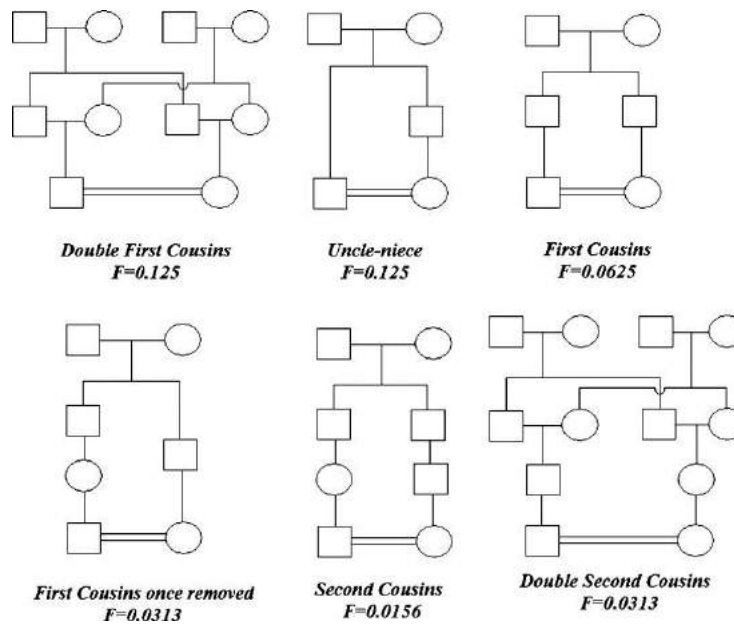 Double First Cousins
F=0.125
Uncle-niece
F=0.125
First Cousins
F=0.0625
First Cousins once removed
F=0.0313
Second Cousins
F=0.0156
Double Second Cousins
F=0.0313